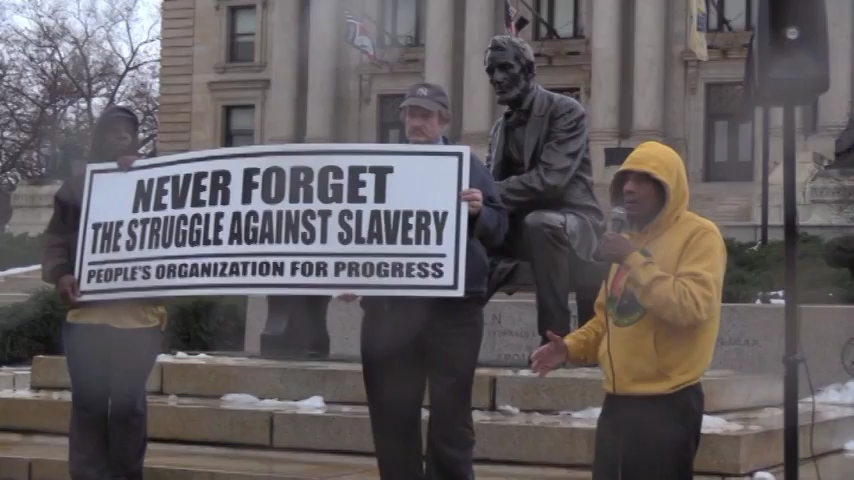 NEVER FORGET
THE STRUGGLE AGAINST SLAVERY
PEOPLE'S ORGANIZATION FOR PROGRESS